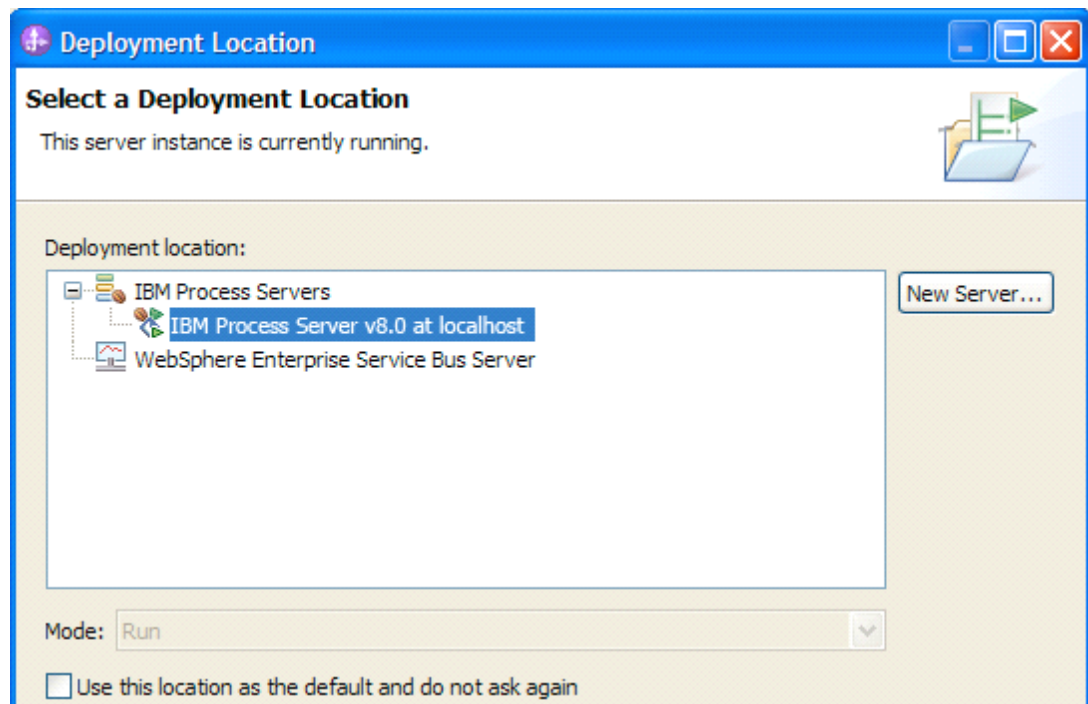 Deployment Location
Select a Deployment Location
This server instance is currently running.
Deployment location:
IBM Process Servers
New Server...
IBM Process Server v8.0 at localhost
WebSphere Enterprise Service Bus Server
Mode: Run
Use this location as the default and do not ask again